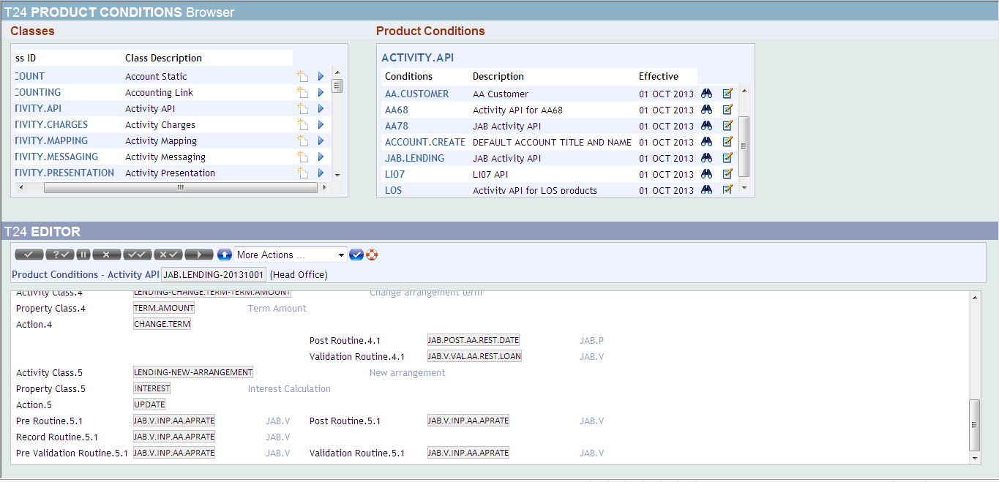 T24 PRODUCT CONDITIONS Browser
Classes
Product Conditions
ss ID Class Description
COUNT Account Static
COUNTING Accounting Link
TIVITY.API Activity API
TIVITY.CHARGES Activity Charges
TIVITY.MAPPING Activity Mapping
TIVITY.MESSAGING Activity Messaging
TIVITY.PRESENTATION Activity Presentation
ACTIVITY.API
Conditions Description Effective
AA.CUSTOMER AA Customer 01 OCT 2013
AA68 Activity API for AA68 01 OCT 2013
AA78 JAB Activity API 01 OCT 2013
ACCOUNT.CREATE DEFAULT ACCOUNT TITLE AND NAME 01 OCT 2013
JAB.LENDING JAB Activity API 01 OCT 2013
LI07 LI07 API 01 OCT 2013
LOS Activity API for LOS products 01 OCT 2013
T24 EDITOR
More Actions ...
Product Conditions - Activity API JAB.LENDING-20131001 (Head Office)
Activity Class.4 LENDING-CHANGE.TERM-TERM.AMOUNT Change arrangement term
Property Class.4 TERM.AMOUNT Term Amount
Action.4 CHANGE.TERM
Post Routine.4.1 JAB.POST.AA.REST.DATE JAB.P
Validation Routine.4.1 JAB.V.VAL.AA.REST.LOAN JAB.V
Activity Class.5 LENDING-NEW-ARRANGEMENT New arrangement
Property Class.5 INTEREST Interest Calculation
Action.5 UPDATE
Pre Routine.5.1 JAB.V.INP.AA.APRATE JAB.V Post Routine.5.1 JAB.V.INP.AA.APRATE JAB.V
Record Routine.5.1 JAB.V.INP.AA.APRATE JAB.V
Pre Validation Routine.5.1 JAB.V.INP.AA.APRATE JAB.V Validation Routine.5.1 JAB.V.INP.AA.APRATE JAB.V